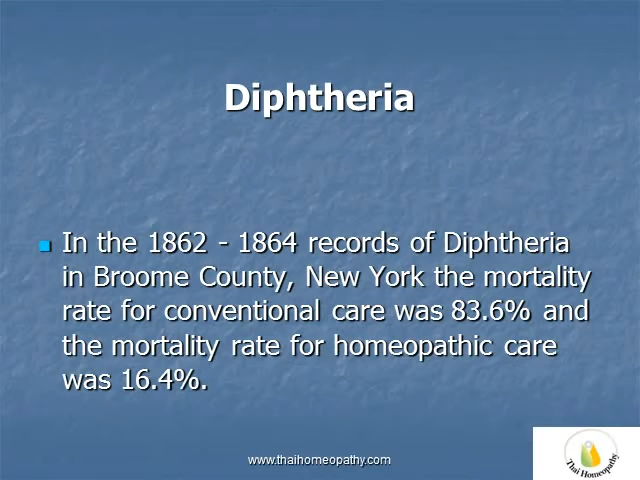 Diphtheria
In the 1862 - 1864 records of Diphtheria
in Broome County, New York the mortality
rate for conventional care was 83.6% and
the mortality rate for homeopathic care
was 16.4%.
www.thaihomeopathy.com
Thai Homeopathy